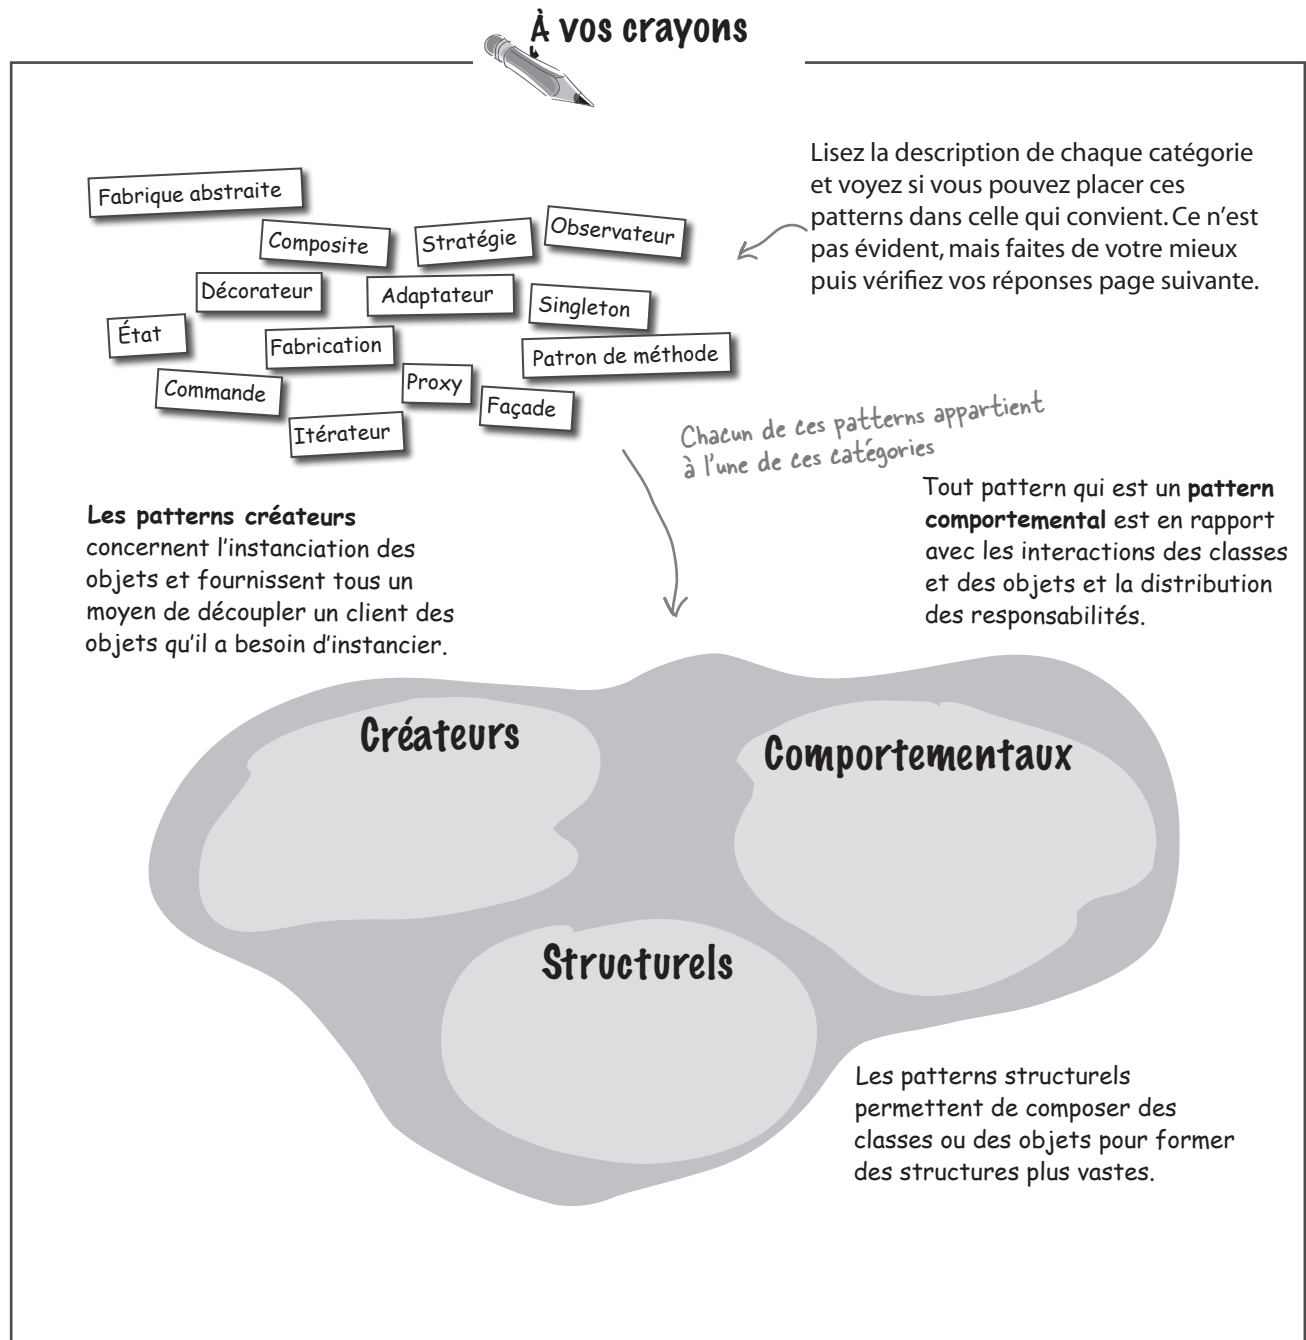 À vos crayons
Lisez la description de chaque catégorie
et voyez si vous pouvez placer ces
patterns dans celle qui convient. Ce n'est
pas évident, mais faites de votre mieux
puis vérifiez vos réponses page suivante.
Fabrique abstraite
Composite
Stratégie
Observateur
Décorateur
Adaptateur
Singleton
État
Fabrication
Patron de méthode
Commande
Proxy
Façade
Itérateur
Chacun de ces patterns appartient
à l'une de ces catégories
Les patterns créateurs
concernent l'instanciation des
objets et fournissent tous un
moyen de découpler un client des
objets qu'il a besoin d'instancier.
Tout pattern qui est un pattern
comportemental est en rapport
avec les interactions des classes
et des objets et la distribution
des responsabilités.
Créateurs
Comportementaux
Structurels
Les patterns structurels
permettent de composer des
classes ou des objets pour former
des structures plus vastes.